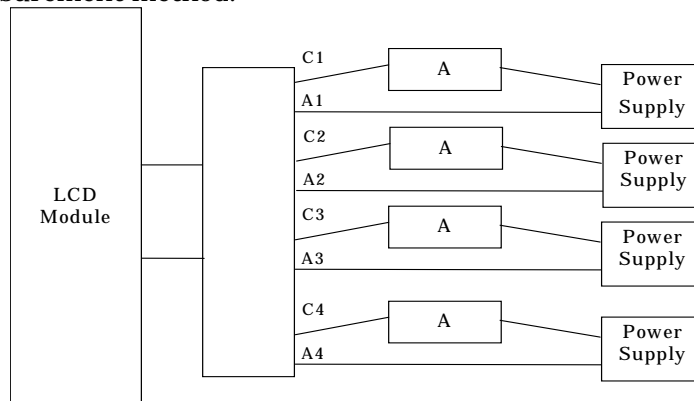 LCD
Module
C1
A
Power
Supply
A1
C2
A
Power
Supply
A2
C3
A
Power
Supply
A3
C4
A
Power
Supply
A4